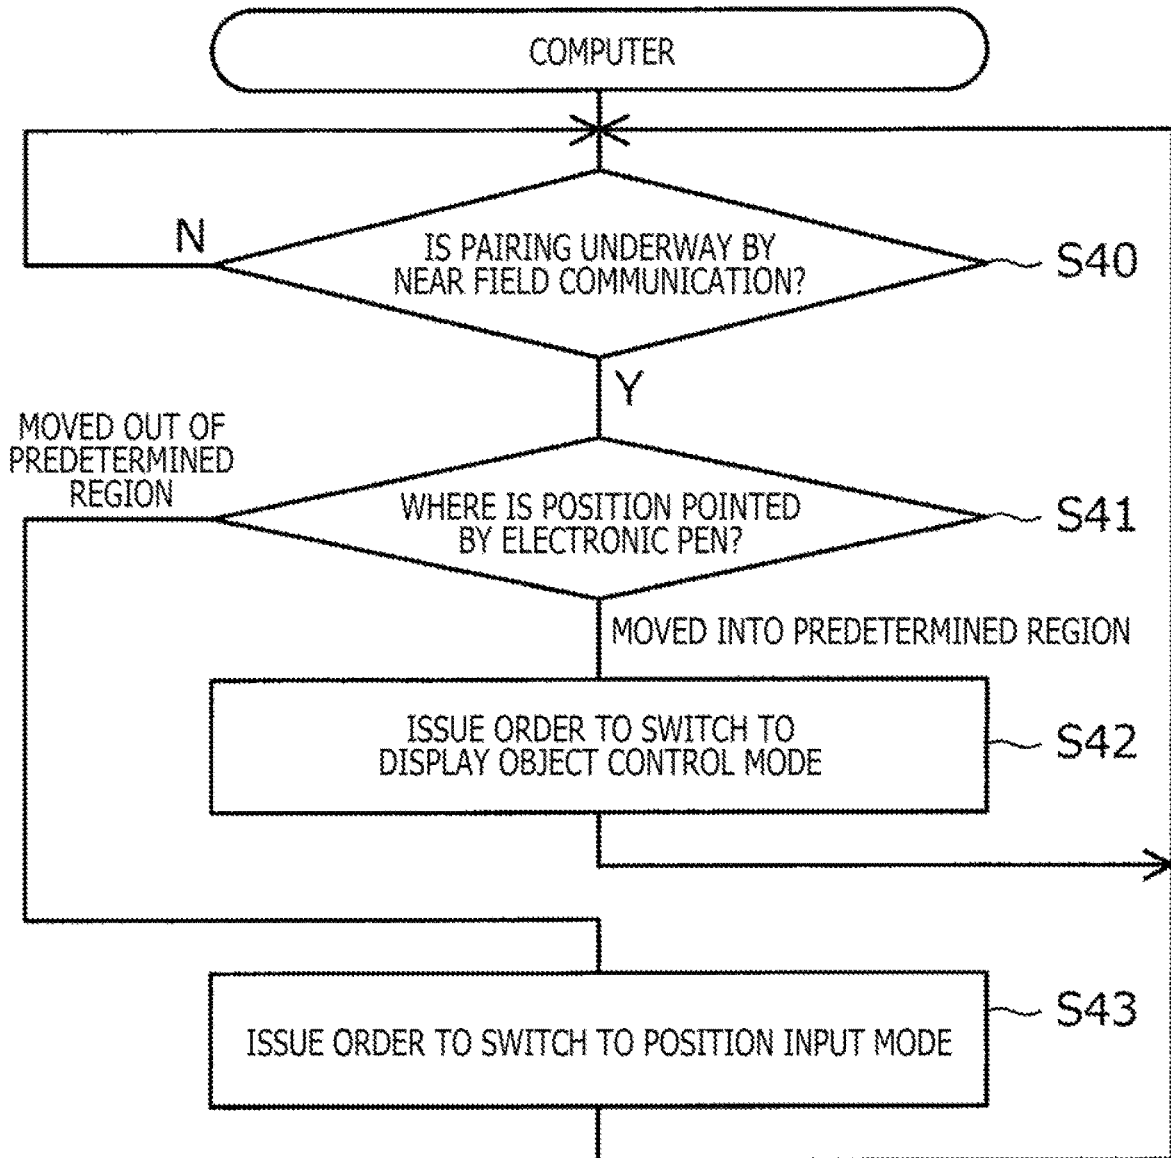 COMPUTER
N
IS PAIRING UNDERWAY BY
NEAR FIELD COMMUNICATION?
S40
Y
MOVED OUT OF
PREDETERMINED
REGION
WHERE IS POSITION POINTED
BY ELECTRONIC PEN?
S41
MOVED INTO PREDETERMINED REGION
ISSUE ORDER TO SWITCH TO
DISPLAY OBJECT CONTROL MODE
S42
ISSUE ORDER TO SWITCH TO POSITION INPUT MODE
S43